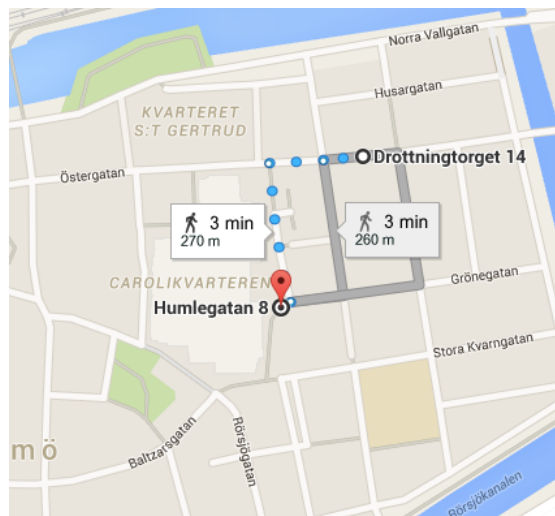 Norra Vallgatan
Husargatan
KVARTERET
S:T GERTRUD
Drottningtorget 14
Östergatan
3 min
270 m
3 min
260 m
CAROLIKVARTEREN
Grönegatan
Humlegatan 8
Stora Kvarngatan
mö
Baltzarsgatan
Rörsjögatan
Rörsjökanalen